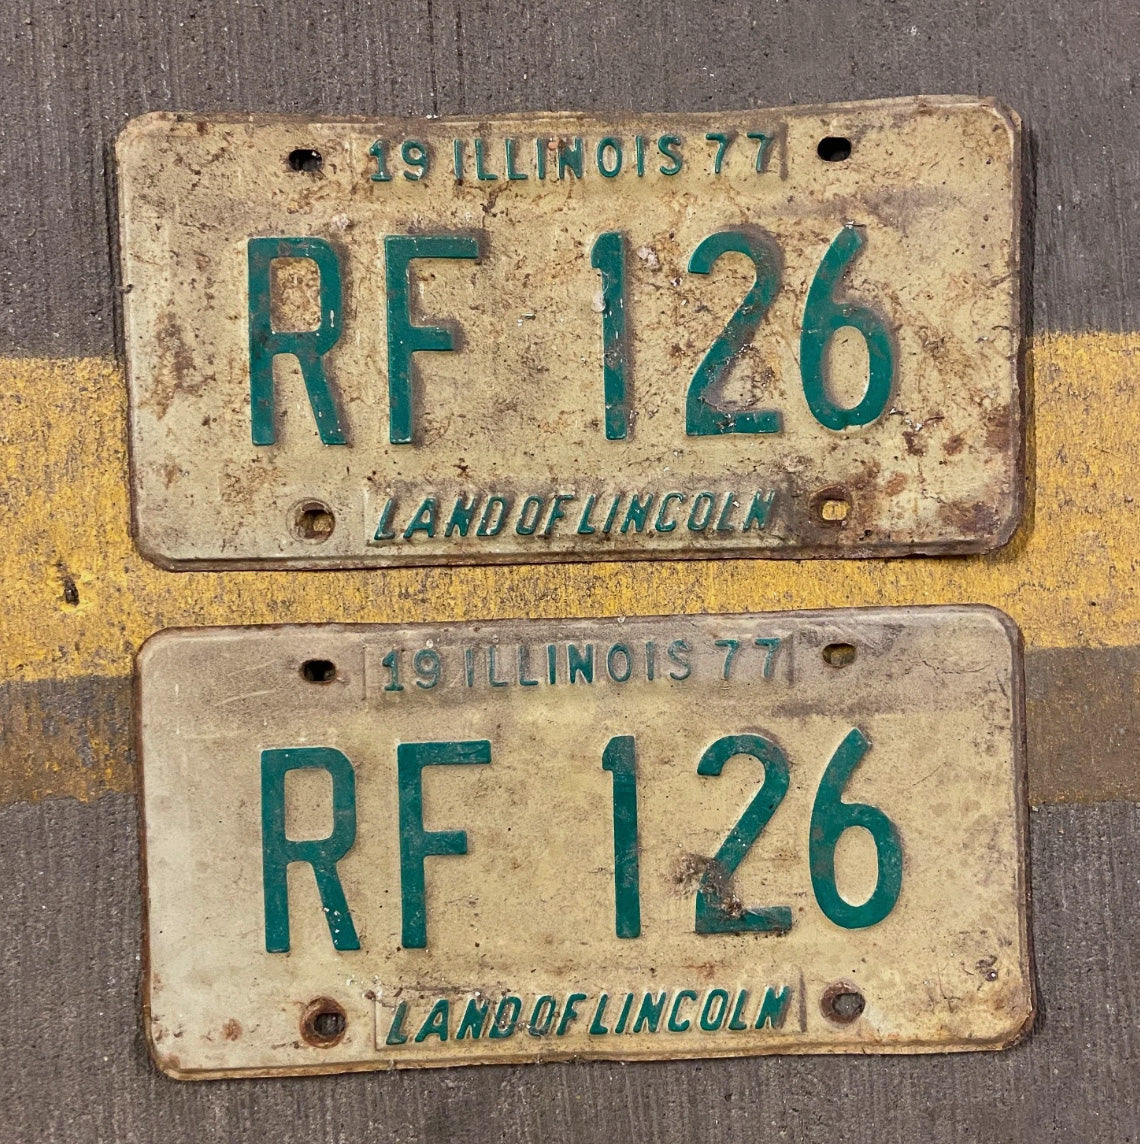 19 ILLINOIS 77
RF 126
LAND OF LINCOLN
19 ILLINOIS 77
RF 126
LAND OF LINCOLN